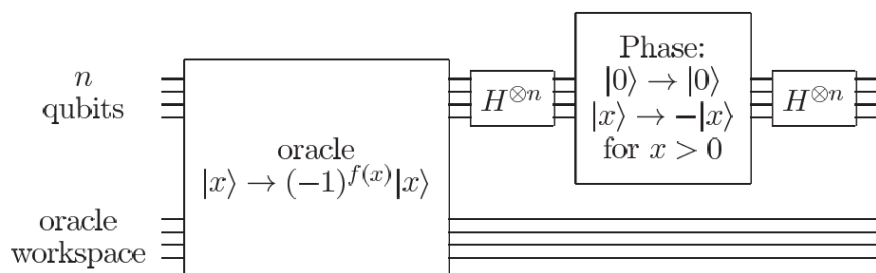 n
qubits
oracle
|x⟩ → (−1)^{f(x)}|x⟩
oracle
workspace
H^{⊗n}
Phase:
|0⟩ → |0⟩
|x⟩ → −|x⟩
for x > 0
H^{⊗n}